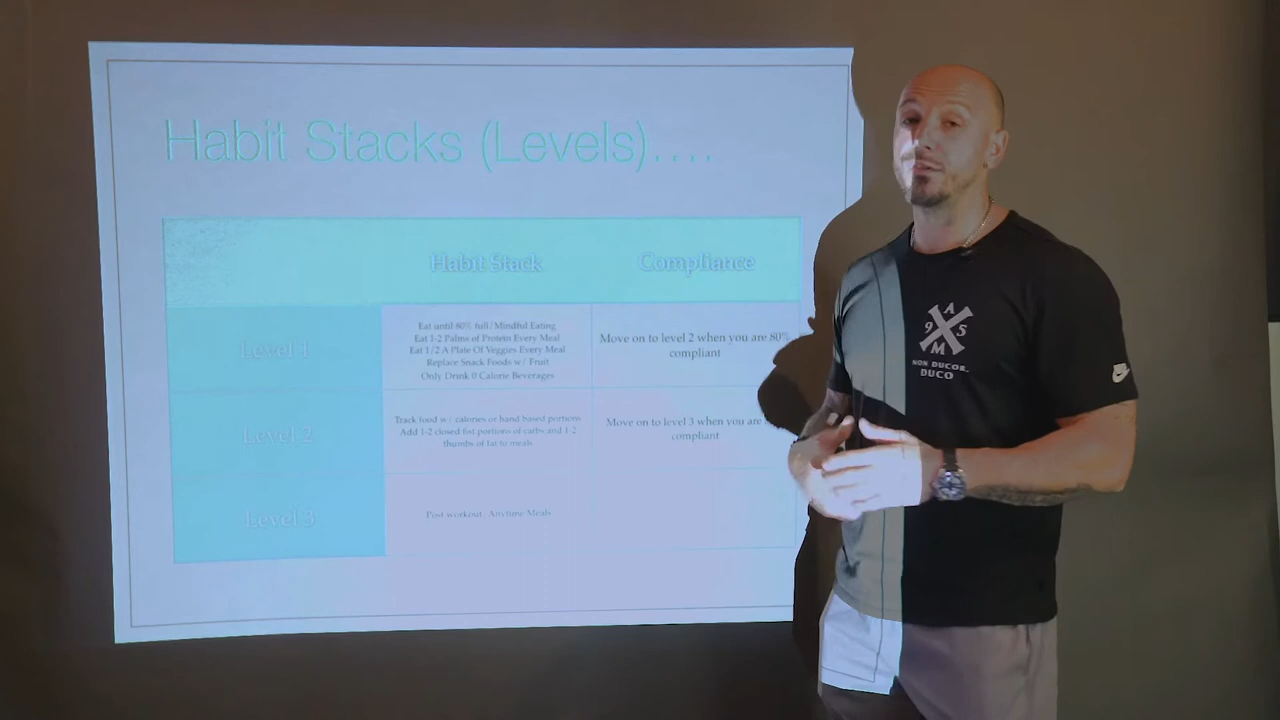 Habit Stacks (Levels)....
Habit Stack
Compliance
Level 1
Eat until 80% full/Mindful Eating
Eat 1-2 Palms of Protein Every Meal
Eat 1/2 A Plate Of Veggies Every Meal
Replace Snack Foods w/ Fruit
Only Drink 0 Calorie Beverages
Move on to level 2 when you are 80%
compliant
Level 2
Track food w/ calories or hand based portions
Add 1-2 closed fist portions of carbs and 1-2
thumbs of fat to meals
Move on to level 3 when you are
compliant
Level 3
Post workout/Anytime Meals
A
9 S
M
NON DUCOR,
DUCO